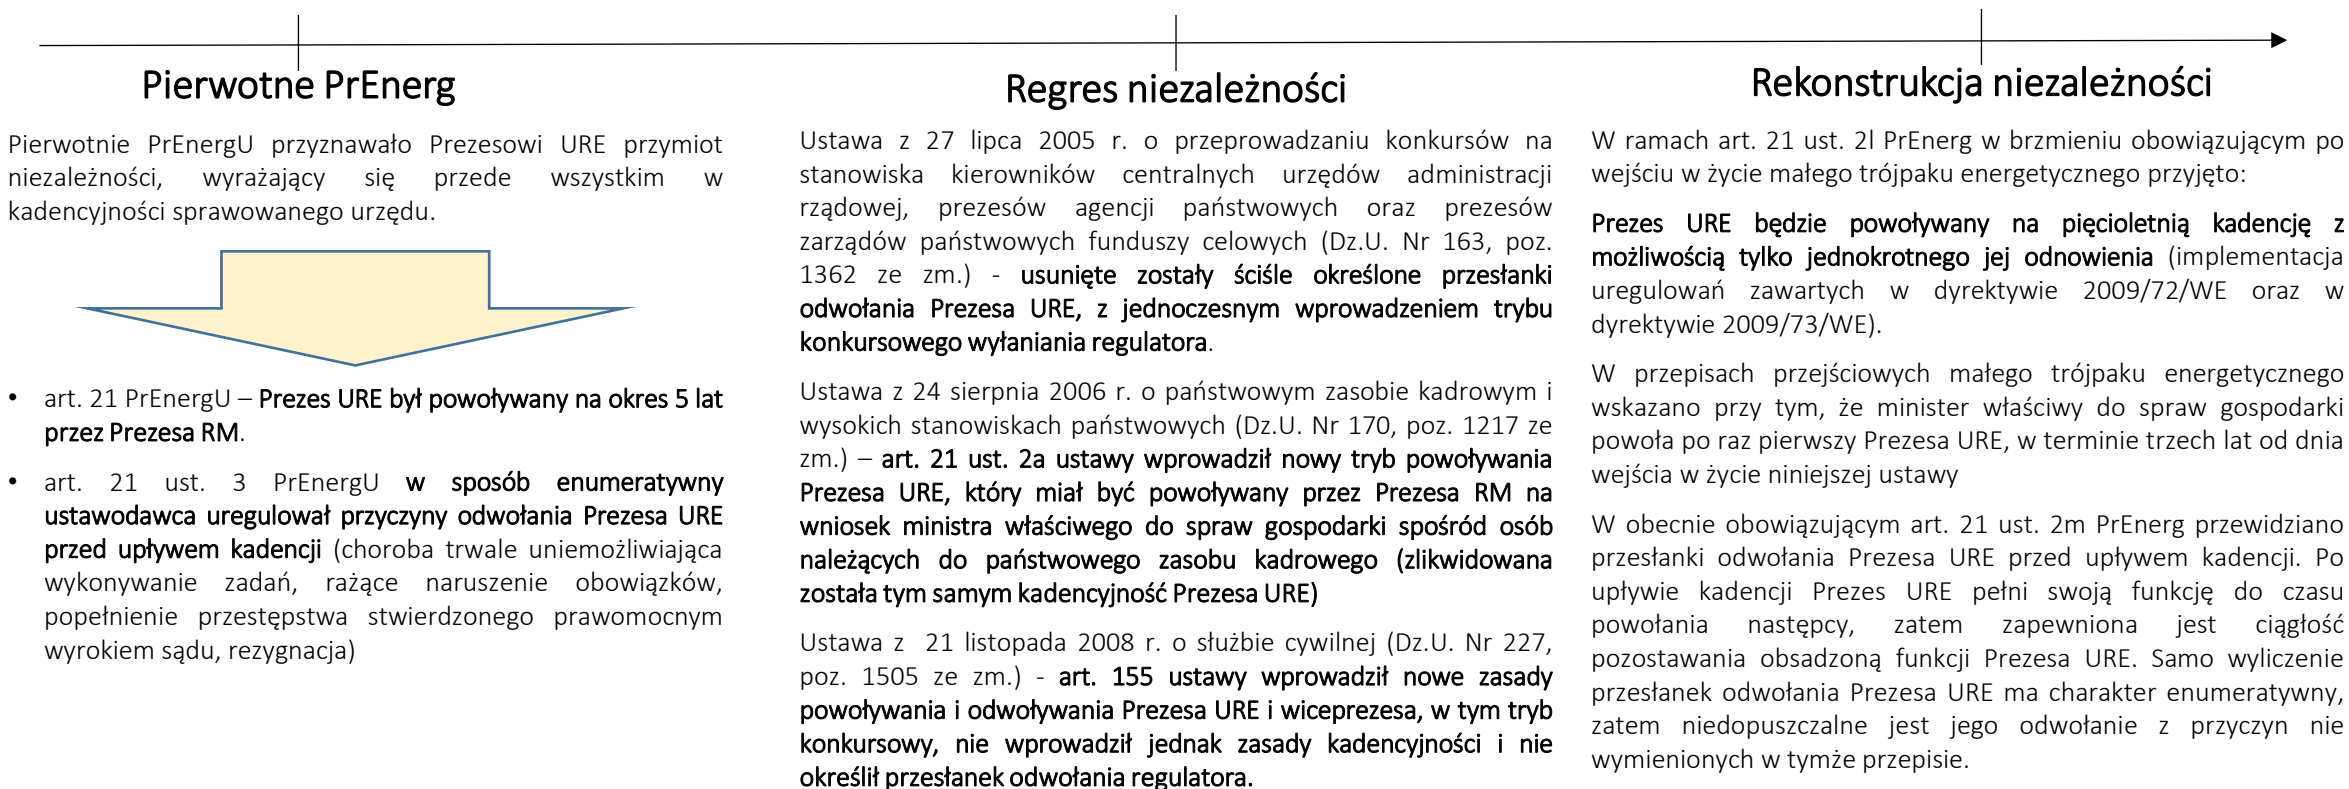 Pierwotne PrEnerg
Pierwotnie PrEnergU przyznawało Prezesowi URE przymiot
niezależności, wyrażający się przede wszystkim w
kadencyjności sprawowanego urzędu.
• art. 21 PrEnergU – Prezes URE był powoływany na okres 5 lat
przez Prezesa RM.
• art. 21 ust. 3 PrEnergU w sposób enumeratywny
ustawodawca uregulował przyczyny odwołania Prezesa URE
przed upływem kadencji (choroba trwale uniemożliwiająca
wykonywanie zadań, rażące naruszenie obowiązków,
popełnienie przestępstwa stwierdzonego prawomocnym
wyrokiem sądu, rezygnacja)
Regres niezależności
Ustawa z 27 lipca 2005 r. o przeprowadzaniu konkursów na
stanowiska kierowników centralnych urzędów administracji
rządowej, prezesów agencji państwowych oraz prezesów
zarządów państwowych funduszy celowych (Dz.U. Nr 163, poz.
1362 ze zm.) - usunięte zostały ściśle określone przesłanki
odwołania Prezesa URE, z jednoczesnym wprowadzeniem trybu
konkursowego wyłaniania regulatora.
Ustawa z 24 sierpnia 2006 r. o państwowym zasobie kadrowym i
wysokich stanowiskach państwowych (Dz.U. Nr 170, poz. 1217 ze
zm.) – art. 21 ust. 2a ustawy wprowadził nowy tryb powoływania
Prezesa URE, który miał być powoływany przez Prezesa RM na
wniosek ministra właściwego do spraw gospodarki spośród osób
należących do państwowego zasobu kadrowego (zlikwidowana
została tym samym kadencyjność Prezesa URE)
Ustawa z 21 listopada 2008 r. o służbie cywilnej (Dz.U. Nr 227,
poz. 1505 ze zm.) - art. 155 ustawy wprowadził nowe zasady
powoływania i odwoływania Prezesa URE i wiceprezesa, w tym tryb
konkursowy, nie wprowadził jednak zasady kadencyjności i nie
określił przesłanek odwołania regulatora.
Rekonstrukcja niezależności
W ramach art. 21 ust. 2l PrEnerg w brzmieniu obowiązującym po
wejściu w życie małego trójpaku energetycznego przyjęto:
Prezes URE będzie powoływany na pięcioletnią kadencję z
możliwością tylko jednokrotnego jej odnowienia (implementacja
uregulowań zawartych w dyrektywie 2009/72/WE oraz w
dyrektywie 2009/73/WE).
W przepisach przejściowych małego trójpaku energetycznego
wskazano przy tym, że minister właściwy do spraw gospodarki
powoła po raz pierwszy Prezesa URE, w terminie trzech lat od dnia
wejścia w życie niniejszej ustawy
W obecnie obowiązującym art. 21 ust. 2m PrEnerg przewidziano
przesłanki odwołania Prezesa URE przed upływem kadencji. Po
upływie kadencji Prezes URE pełni swoją funkcję do czasu
powołania następcy, zatem zapewniona jest ciągłość
pozostawania obsadzoną funkcji Prezesa URE. Samo wyliczenie
przesłanek odwołania Prezesa URE ma charakter enumeratywny,
zatem niedopuszczalne jest jego odwołanie z przyczyn nie
wymienionych w tymże przepisie.